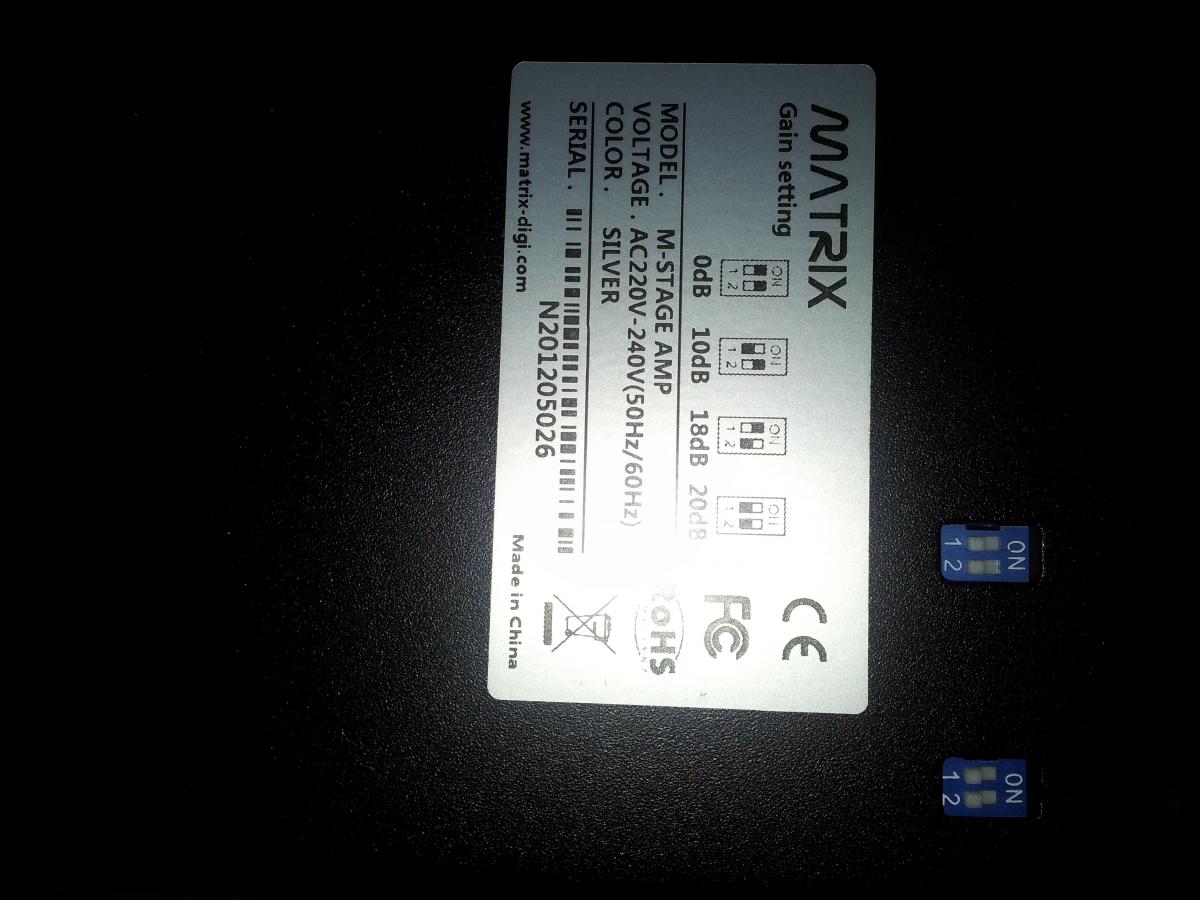 MATRIX
Gain setting
ON ON ON ON
1 2 1 2 1 2 1 2
0dB 10dB 18dB 20dB
MODEL . M-STAGE AMP
VOLTAGE . AC220V-240V(50Hz/60Hz)
COLOR . SILVER
SERIAL .
N201205026
www.matrix-digi.com
Made in China
CE
FC
RoHS
ON
1 2
ON
1 2